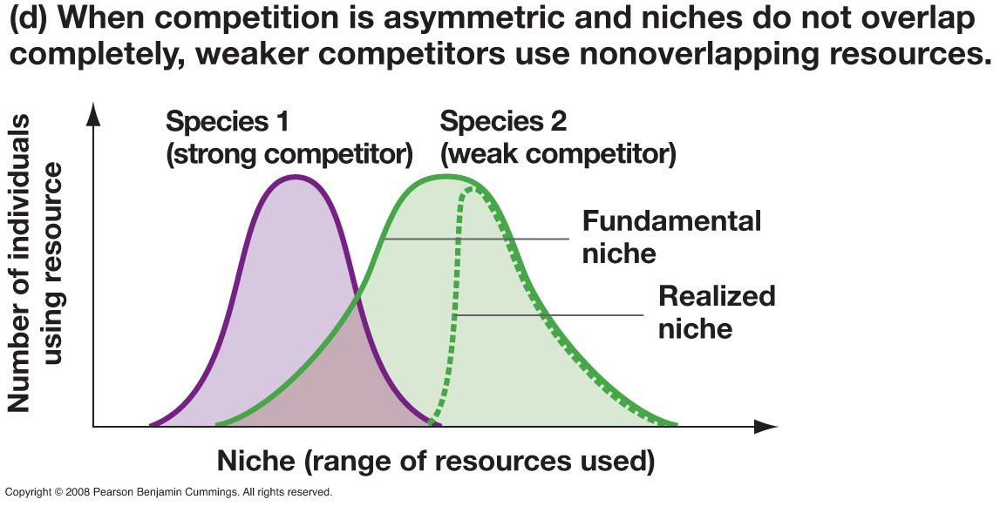 (d) When competition is asymmetric and niches do not overlap
completely, weaker competitors use nonoverlapping resources.
Number of individuals
using resource
Species 1
(strong competitor)
Species 2
(weak competitor)
Fundamental
niche
Realized
niche
Niche (range of resources used)
Copyright © 2008 Pearson Benjamin Cummings. All rights reserved.